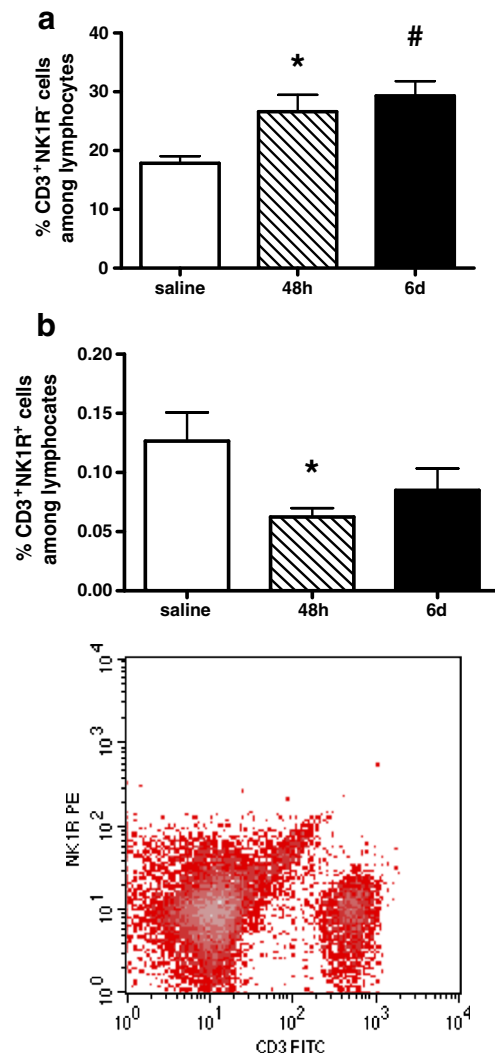 a
% CD3⁺NK1R⁻ cells
among lymphocytes
40
30
20
10
0
*
#
saline 48h 6d
b
% CD3⁺NK1R⁺ cells
among lymphocates
0.20
0.15
0.10
0.05
0.00
*
saline 48h 6d
NK1R PE
10⁴
10³
10²
10¹
10⁰
10⁰ 10¹ 10² 10³ 10⁴
CD3 FITC